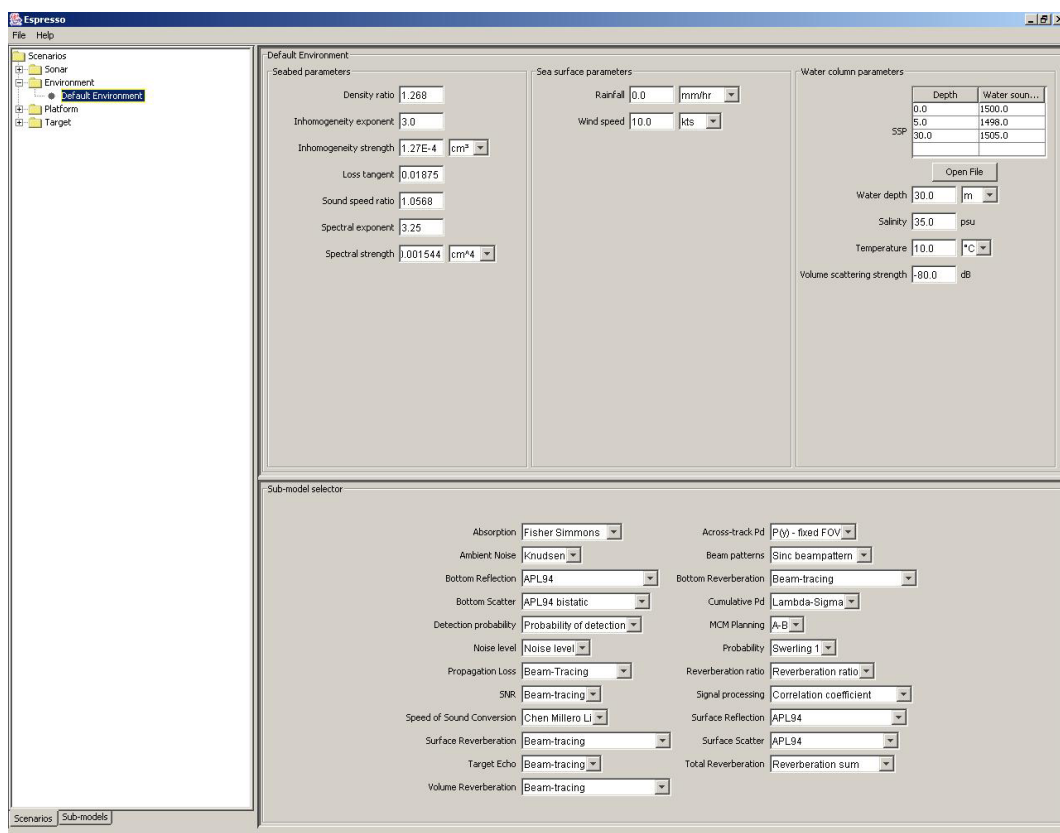 Espresso
File Help
Scenarios
Sonar
Environment
Default Environment
Platform
Target
Scenarios Sub-models
Default Environment
Seabed parameters
Density ratio 1.268
Inhomogeneity exponent 3.0
Inhomogeneity strength 1.27E-4 cm³
Loss tangent 0.01875
Sound speed ratio 1.0568
Spectral exponent 3.25
Spectral strength 0.001544 cm^4
Sea surface parameters
Rainfall 0.0 mm/hr
Wind speed 10.0 kts
Water column parameters
Depth Water soun...
0.0 1500.0
5.0 1498.0
SSP
30.0 1505.0
Open File
Water depth 30.0 m
Salinity 35.0 psu
Temperature 10.0 °C
Volume scattering strength -80.0 dB
Sub-model selector
Absorption Fisher Simmons Across-track Pd P(y) - fixed FOV
Ambient Noise Knudsen Beam patterns Sinc beampattern
Bottom Reflection APL94 Bottom Reverberation Beam-tracing
Bottom Scatter APL94 bistatic Cumulative Pd Lambda-Sigma
Detection probability Probability of detection MCM Planning A-B
Noise level Noise level Probability Swerling 1
Propagation Loss Beam-Tracing Reverberation ratio Reverberation ratio
SNR Beam-tracing Signal processing Correlation coefficient
Speed of Sound Conversion Chen Millero Li Surface Reflection APL94
Surface Reverberation Beam-tracing Surface Scatter APL94
Target Echo Beam-tracing Total Reverberation Reverberation sum
Volume Reverberation Beam-tracing